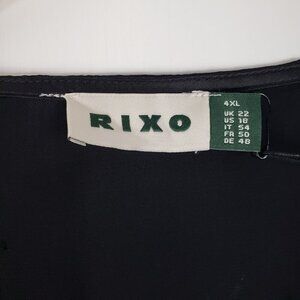 RIXO
4XL
UK 22
US 18
IT 54
FR 50
DE 48